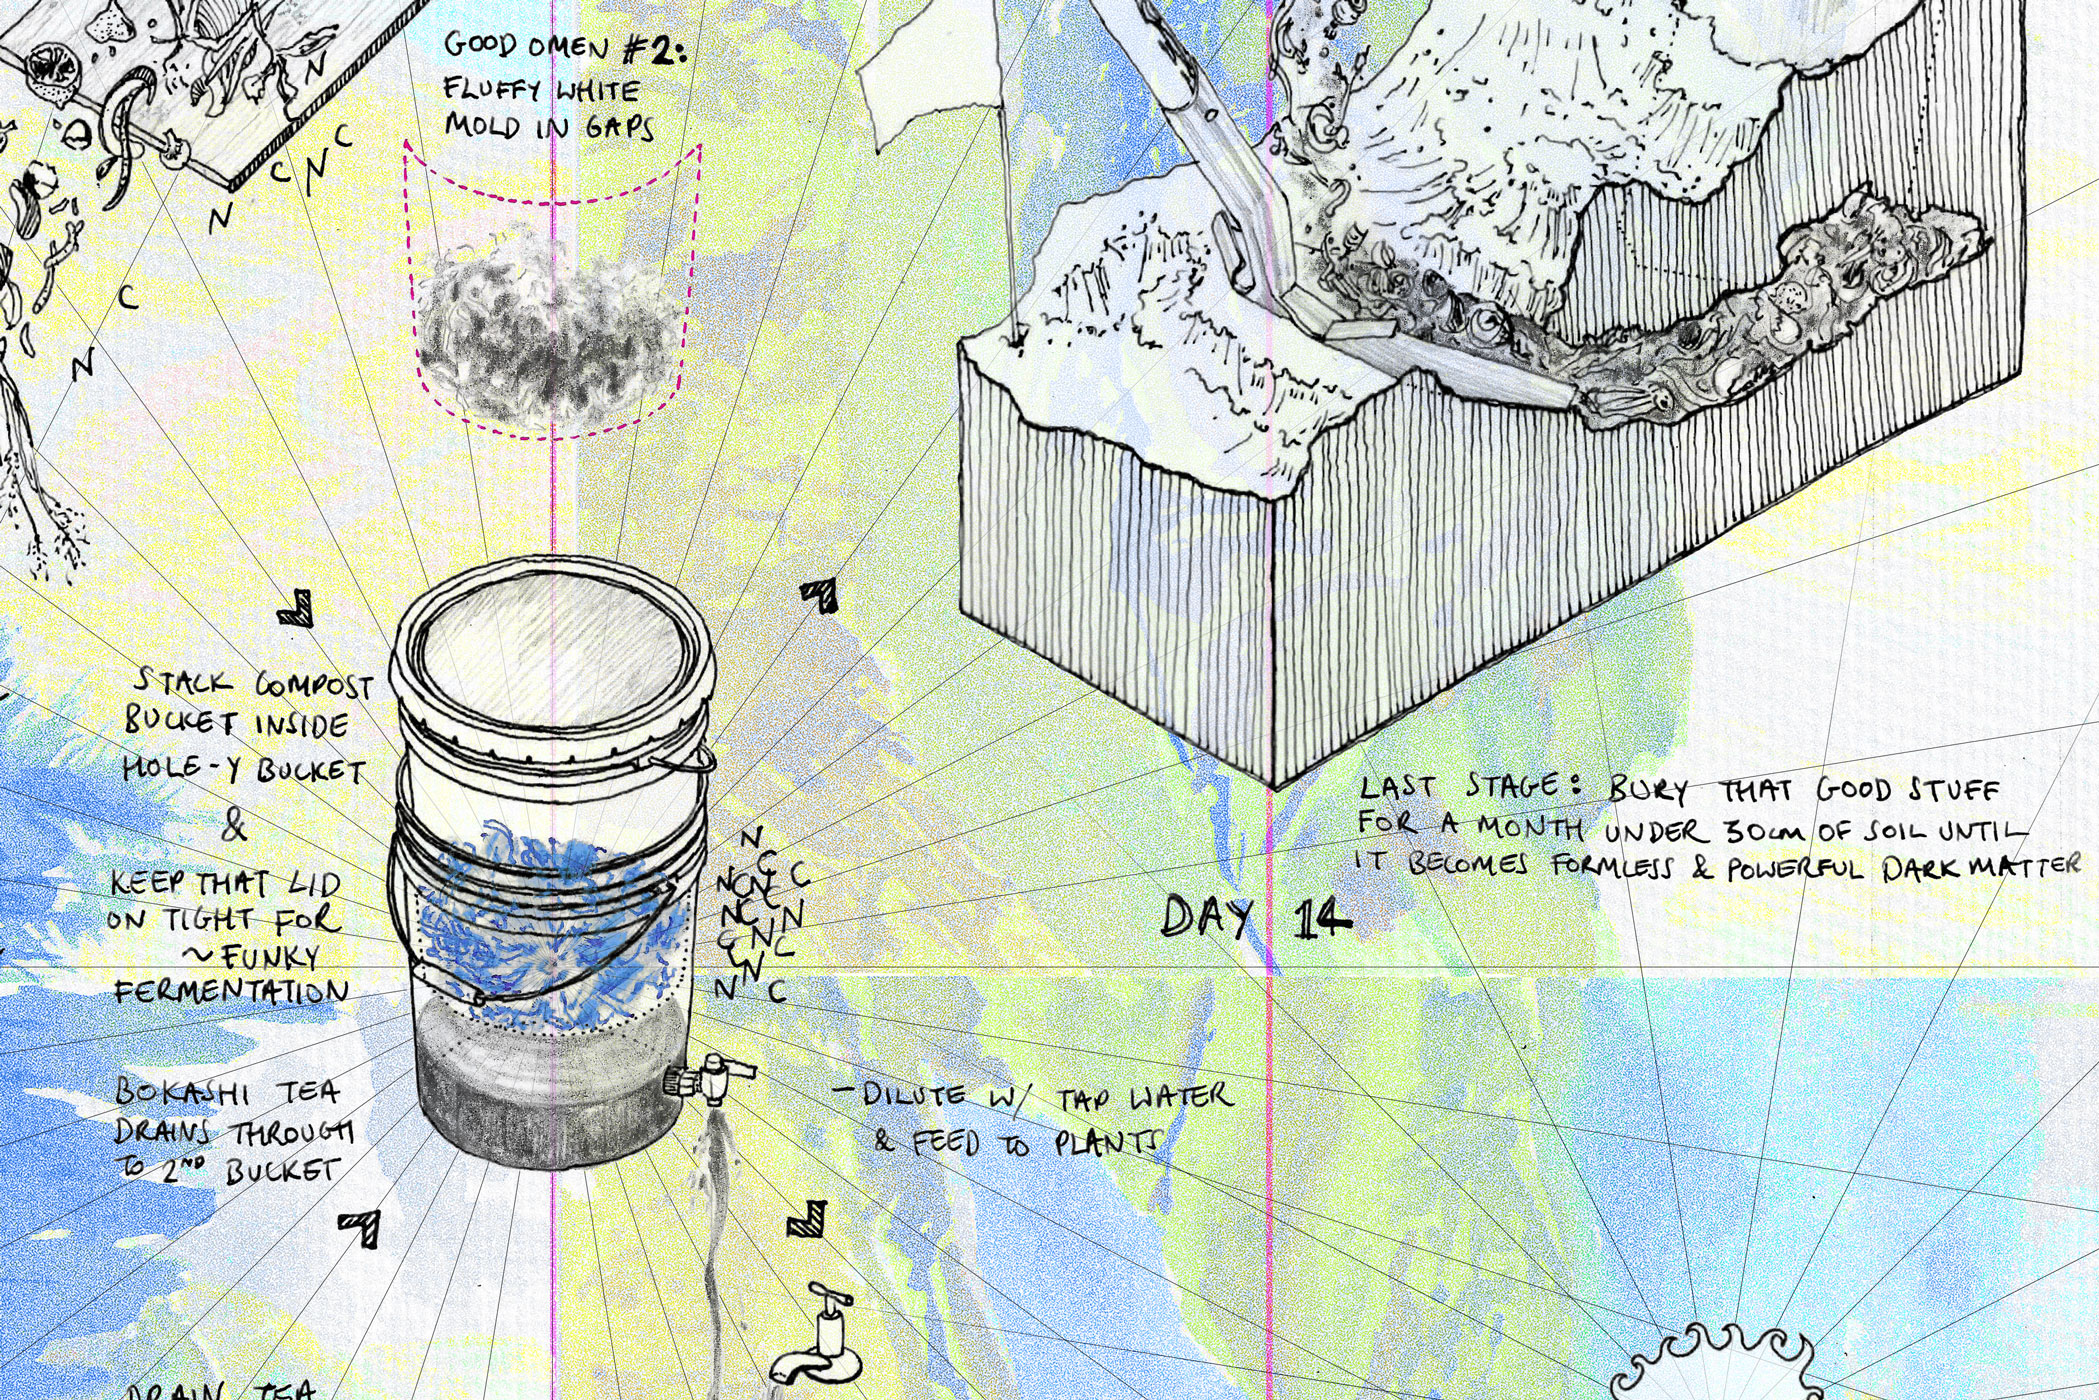 GOOD OMEN #2:
FLUFFY WHITE
MOLD IN GAPS
N
C
N
C
N
C
N
STACK COMPOST
BUCKET INSIDE
HOLE-Y BUCKET
&
KEEP THAT LID
ON TIGHT FOR
~FUNKY
FERMENTATION
N
C
NCNC C
NC C N
C N C
C N
N C
LAST STAGE: BURY THAT GOOD STUFF
FOR A MONTH UNDER 30CM OF SOIL UNTIL
IT BECOMES FORMLESS & POWERFUL DARK MATTER
DAY 14
BOKASHI TEA
DRAINS THROUGH
TO 2ND BUCKET
-DILUTE W/ TAP WATER
& FEED TO PLANTS
DRAIN TEA